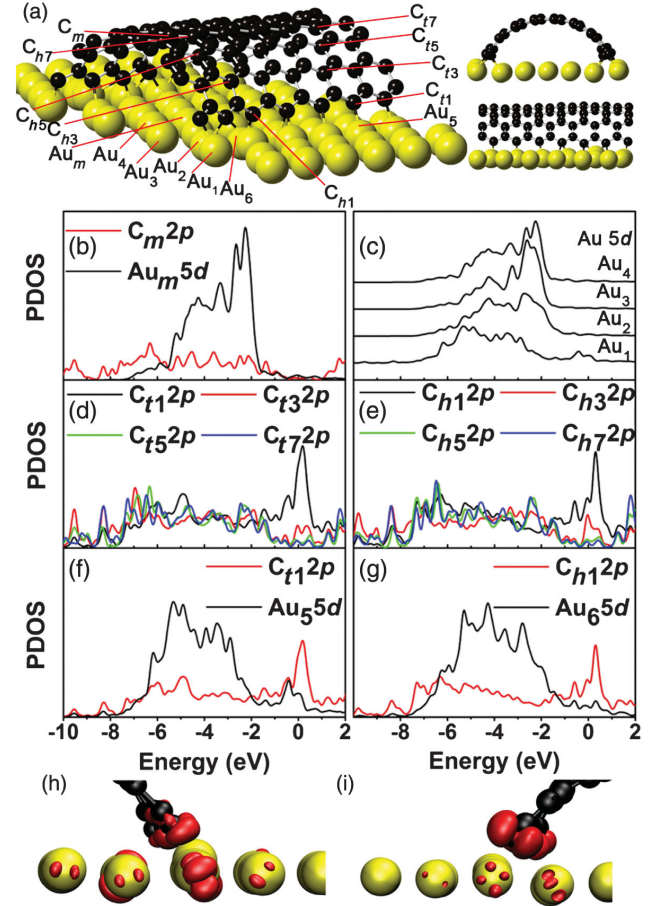 (a)
C_m
C_h7
C_t7
C_t5
C_t3
C_t1
Au_5
C_h5 C_h3
Au_m
Au_4
Au_3
Au_2
Au_1
Au_6
C_h1
(b)
C_m 2p
Au_m 5d
PDOS
(c)
Au 5d
Au_4
Au_3
Au_2
Au_1
(d)
C_t1 2p C_t3 2p
C_t5 2p C_t7 2p
PDOS
(e)
C_h1 2p C_h3 2p
C_h5 2p C_h7 2p
(f)
C_t1 2p
Au_5 5d
PDOS
-10 -8 -6 -4 -2 0 2
Energy (eV)
(g)
C_h1 2p
Au_6 5d
-8 -6 -4 -2 0 2
Energy (eV)
(h)
(i)